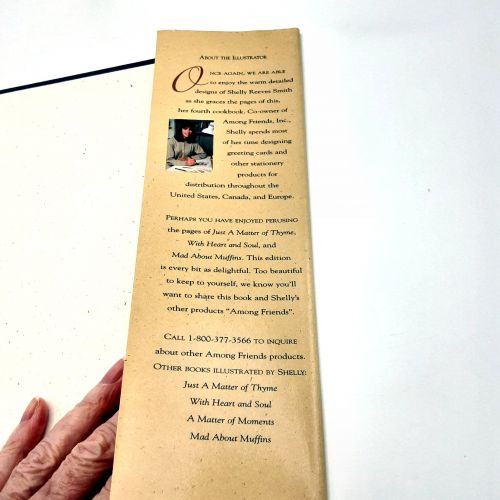 ABOUT THE ILLUSTRATOR
ONCE AGAIN, WE ARE ABLE
to enjoy the warm detailed
designs of Shelly Reeves Smith
as she graces the pages of this,
her fourth cookbook. Co-owner of
Among Friends, Inc.,
Shelly spends most
of her time designing
greeting cards and
other stationery
products for
distribution throughout the
United States, Canada, and Europe.
PERHAPS YOU HAVE ENJOYED PERUSING
the pages of Just A Matter of Thyme,
With Heart and Soul, and
Mad About Muffins. This edition
is every bit as delightful. Too beautiful
to keep to yourself, we know you'll
want to share this book and Shelly's
other products "Among Friends".
CALL 1-800-377-3566 TO INQUIRE
about other Among Friends products.
OTHER BOOKS ILLUSTRATED BY SHELLY:
Just A Matter of Thyme
With Heart and Soul
A Matter of Moments
Mad About Muffins